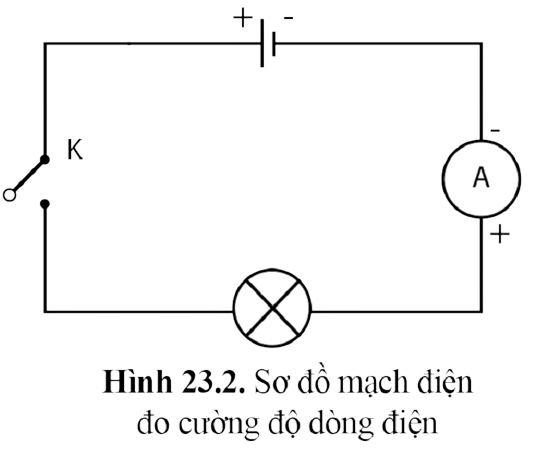 + -
K
-
A
+
Hình 23.2. Sơ đồ mạch điện
đo cường độ dòng điện